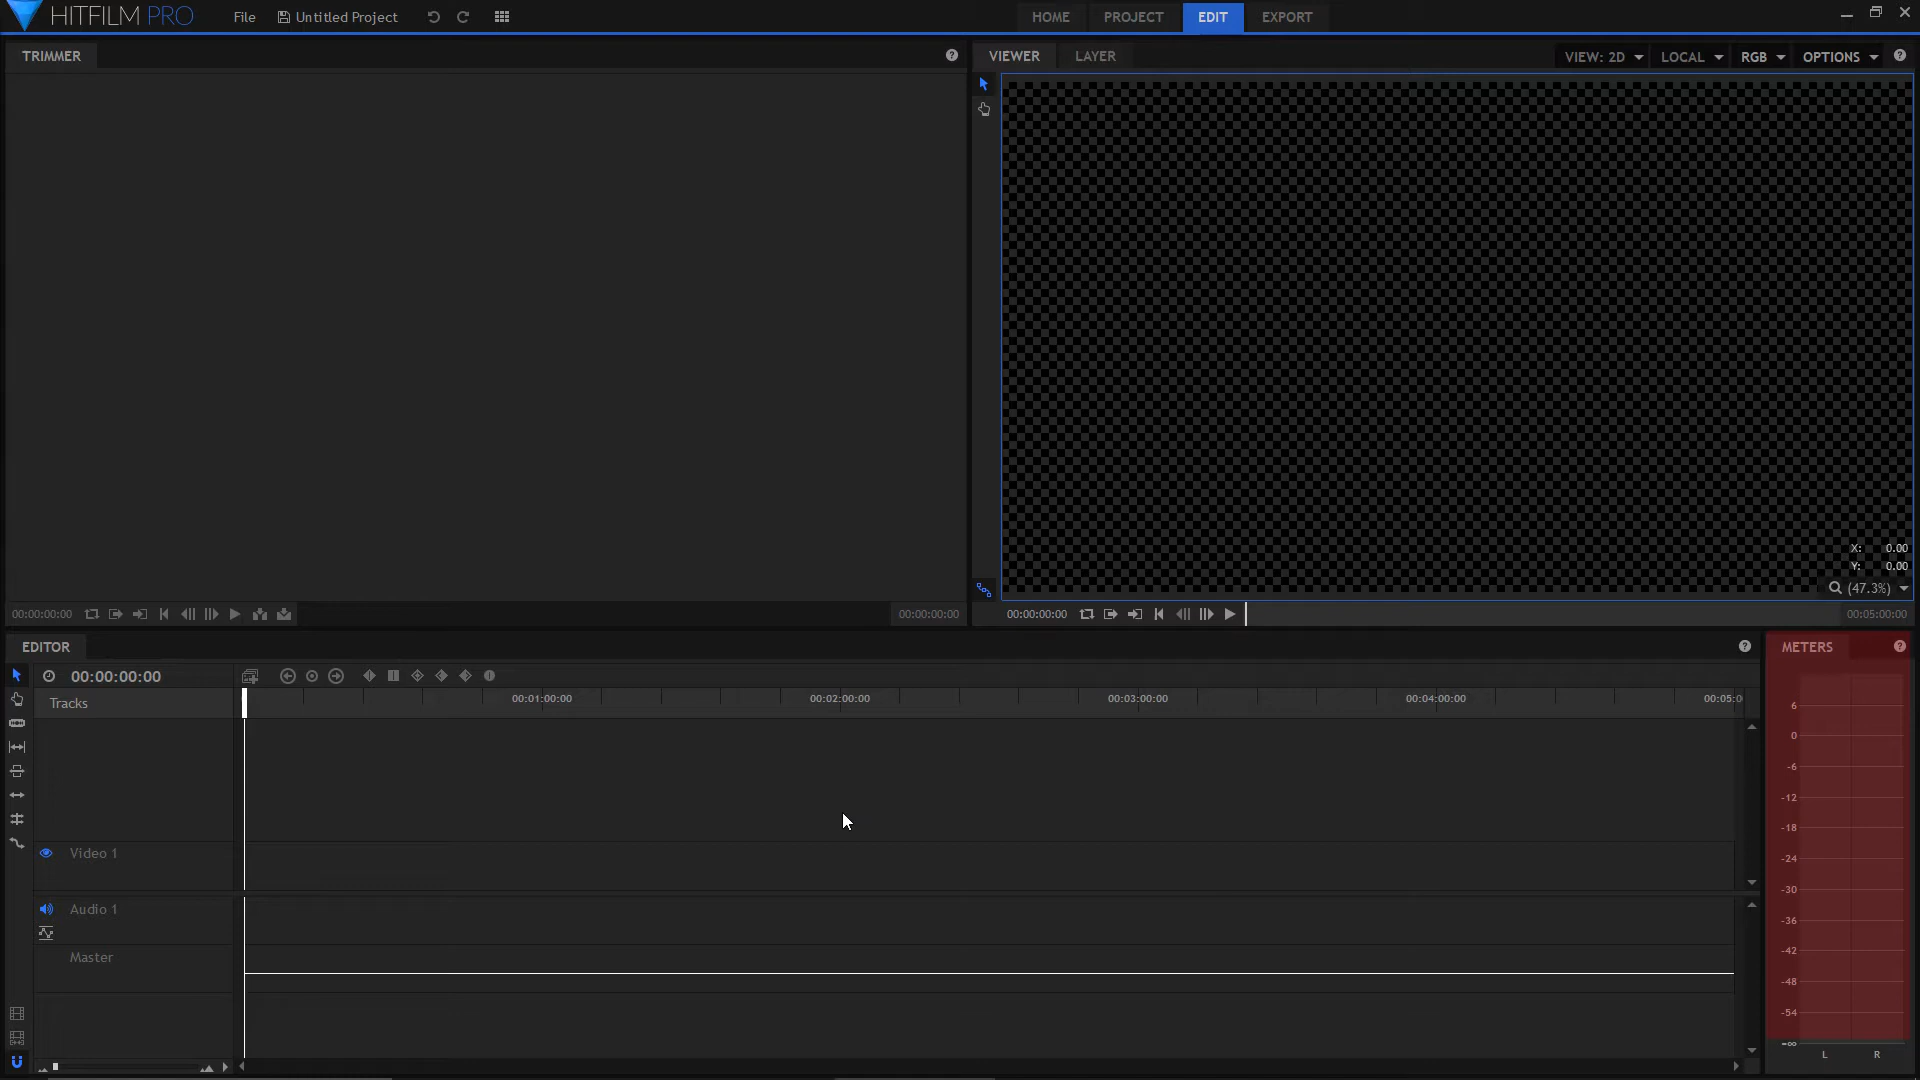 HITFILM PRO File Untitled Project HOME PROJECT EDIT EXPORT
TRIMMER
VIEWER LAYER VIEW: 2D LOCAL RGB OPTIONS
X: 0.00
Y: 0.00
(47.3%)
00:00:00:00 00:00:00:00
00:00:00:00 00:05:00:00
EDITOR
METERS
00:00:00:00
Tracks
00:01:00:00 00:02:00:00 00:03:00:00 00:04:00:00 00:05:0
Video 1
Audio 1
Master
6
0
-6
-12
-18
-24
-30
-36
-42
-48
-54
-∞
L R